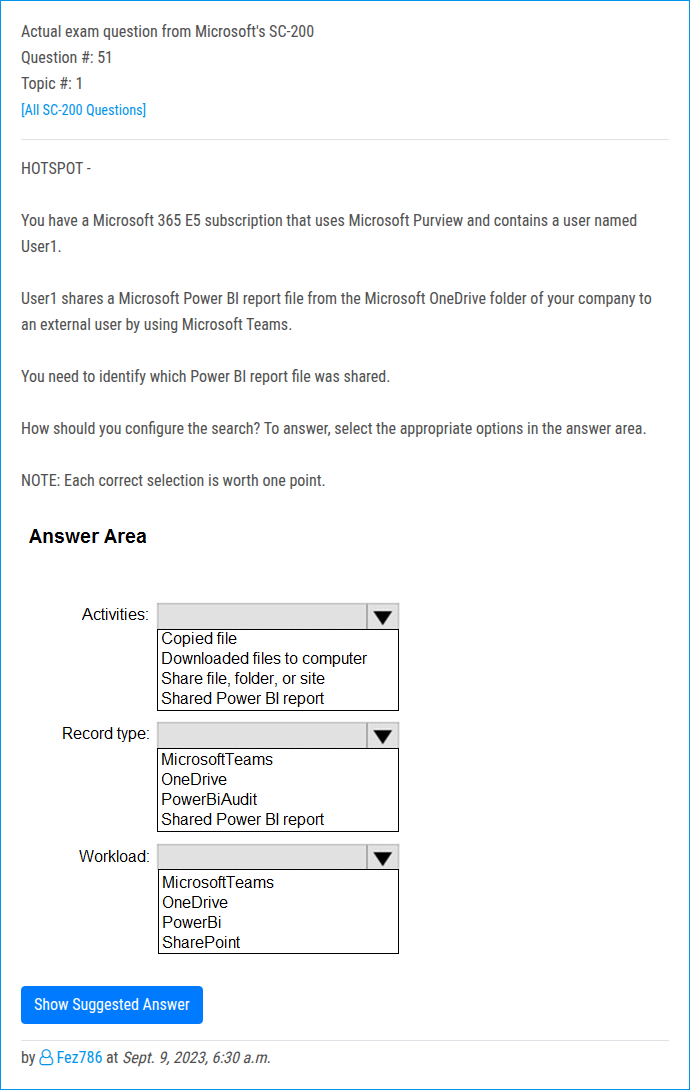 Actual exam question from Microsoft's SC-200
Question #: 51
Topic #: 1
[All SC-200 Questions]
HOTSPOT -
You have a Microsoft 365 E5 subscription that uses Microsoft Purview and contains a user named
User1.
User1 shares a Microsoft Power BI report file from the Microsoft OneDrive folder of your company to
an external user by using Microsoft Teams.
You need to identify which Power BI report file was shared.
How should you configure the search? To answer, select the appropriate options in the answer area.
NOTE: Each correct selection is worth one point.
Answer Area
Activities:
Copied file
Downloaded files to computer
Share file, folder, or site
Shared Power BI report
Record type:
MicrosoftTeams
OneDrive
PowerBiAudit
Shared Power BI report
Workload:
MicrosoftTeams
OneDrive
PowerBi
SharePoint
Show Suggested Answer
by Fez786 at Sept. 9, 2023, 6:30 a.m.